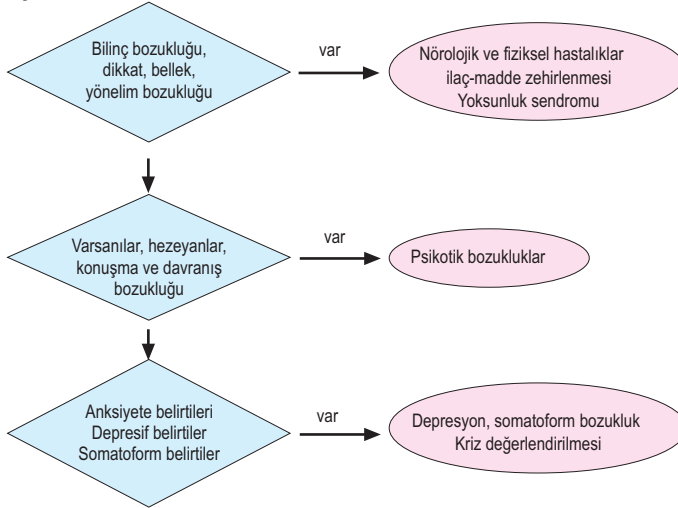 Bilinç bozukluğu,
dikkat, bellek,
yönelim bozukluğu
var
Nörolojik ve fiziksel hastalıklar
ilaç-madde zehirlenmesi
Yoksunluk sendromu
Varsanılar, hezeyanlar,
konuşma ve davranış
bozukluğu
var
Psikotik bozukluklar
Anksiyete belirtileri
Depresif belirtiler
Somatoform belirtiler
var
Depresyon, somatoform bozukluk
Kriz değerlendirilmesi